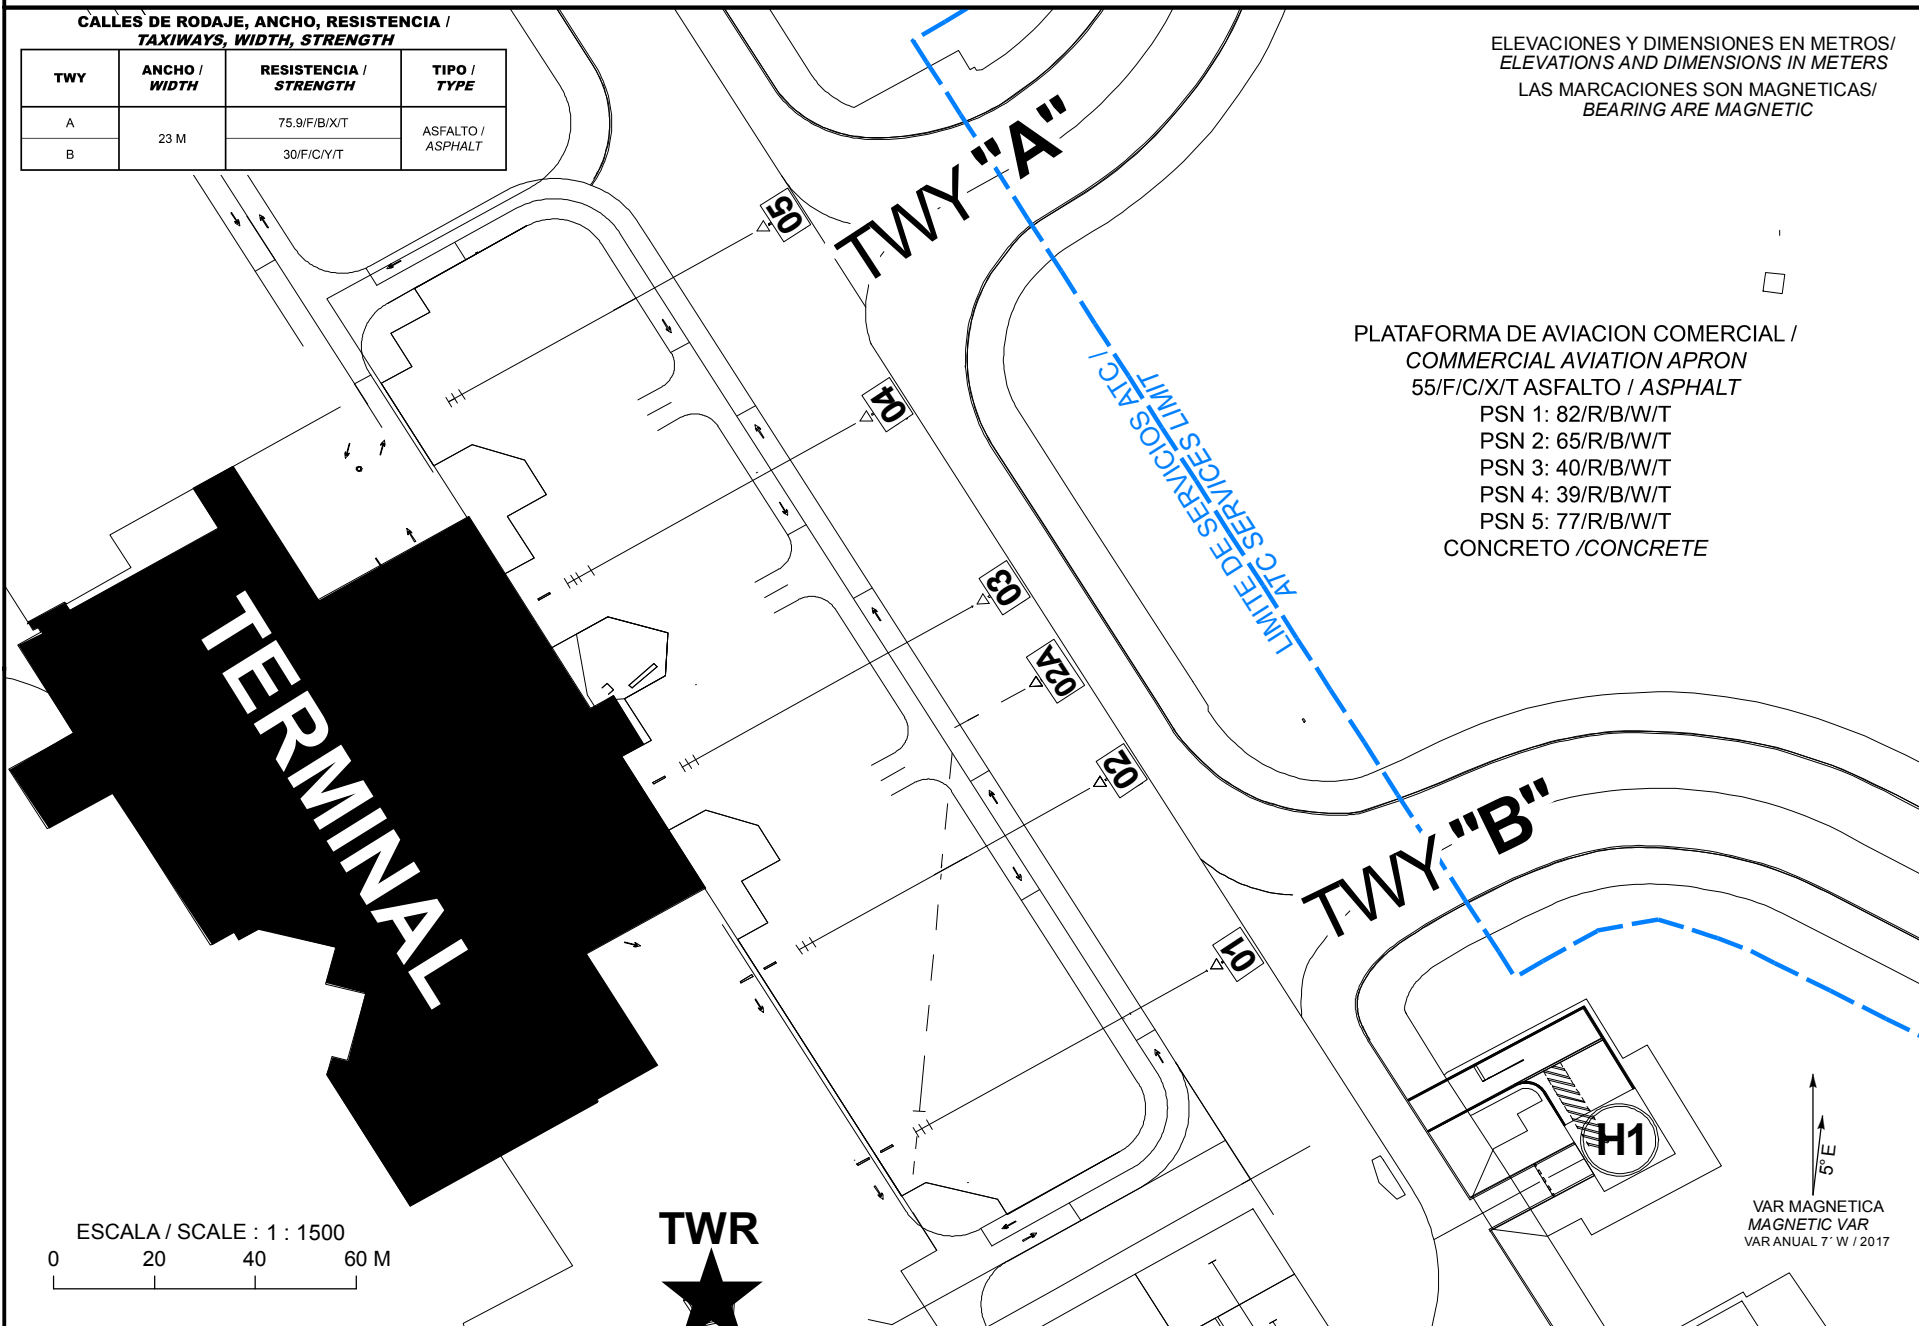 CALLES DE RODAJE, ANCHO, RESISTENCIA /
TAXIWAYS, WIDTH, STRENGTH
TWY
ANCHO /
WIDTH
RESISTENCIA /
STRENGTH
TIPO /
TYPE
A
23 M
75.9/F/B/X/T
ASFALTO /
ASPHALT
B
30/F/C/Y/T
ELEVACIONES Y DIMENSIONES EN METROS/
ELEVATIONS AND DIMENSIONS IN METERS
LAS MARCACIONES SON MAGNETICAS/
BEARING ARE MAGNETIC
TWY "A"
05
04
03
02A
02
01
LIMITE DE SERVICIOS ATC /
ATC SERVICES LIMIT
PLATAFORMA DE AVIACION COMERCIAL /
COMMERCIAL AVIATION APRON
55/F/C/X/T ASFALTO / ASPHALT
PSN 1: 82/R/B/W/T
PSN 2: 65/R/B/W/T
PSN 3: 40/R/B/W/T
PSN 4: 39/R/B/W/T
PSN 5: 77/R/B/W/T
CONCRETO /CONCRETE
TERMINAL
TWY "B"
H1
5° E
VAR MAGNETICA
MAGNETIC VAR
VAR ANUAL 7' W / 2017
TWR
ESCALA / SCALE : 1 : 1500
0 20 40 60 M